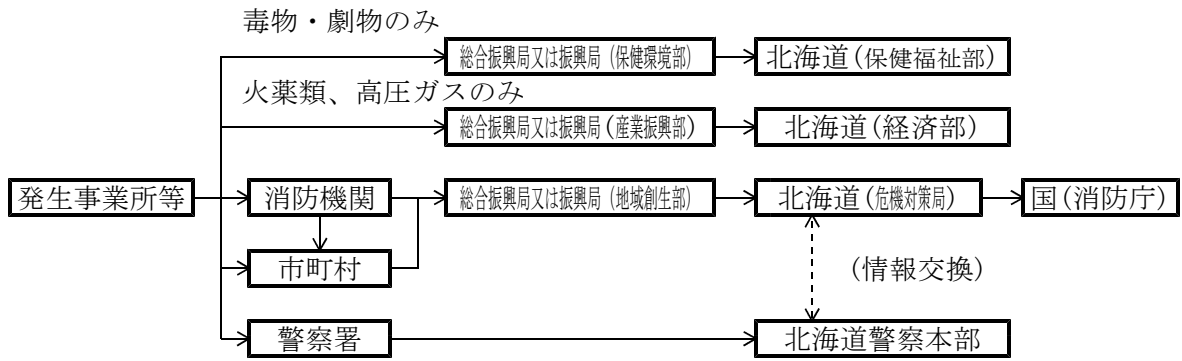 毒物・劇物のみ
総合振興局又は振興局（保健環境部） 北海道（保健福祉部）
火薬類、高圧ガスのみ
総合振興局又は振興局（産業振興部） 北海道（経済部）
発生事業所等 消防機関 総合振興局又は振興局（地域創生部） 北海道（危機対策局） 国（消防庁）
市町村 （情報交換）
警察署 北海道警察本部